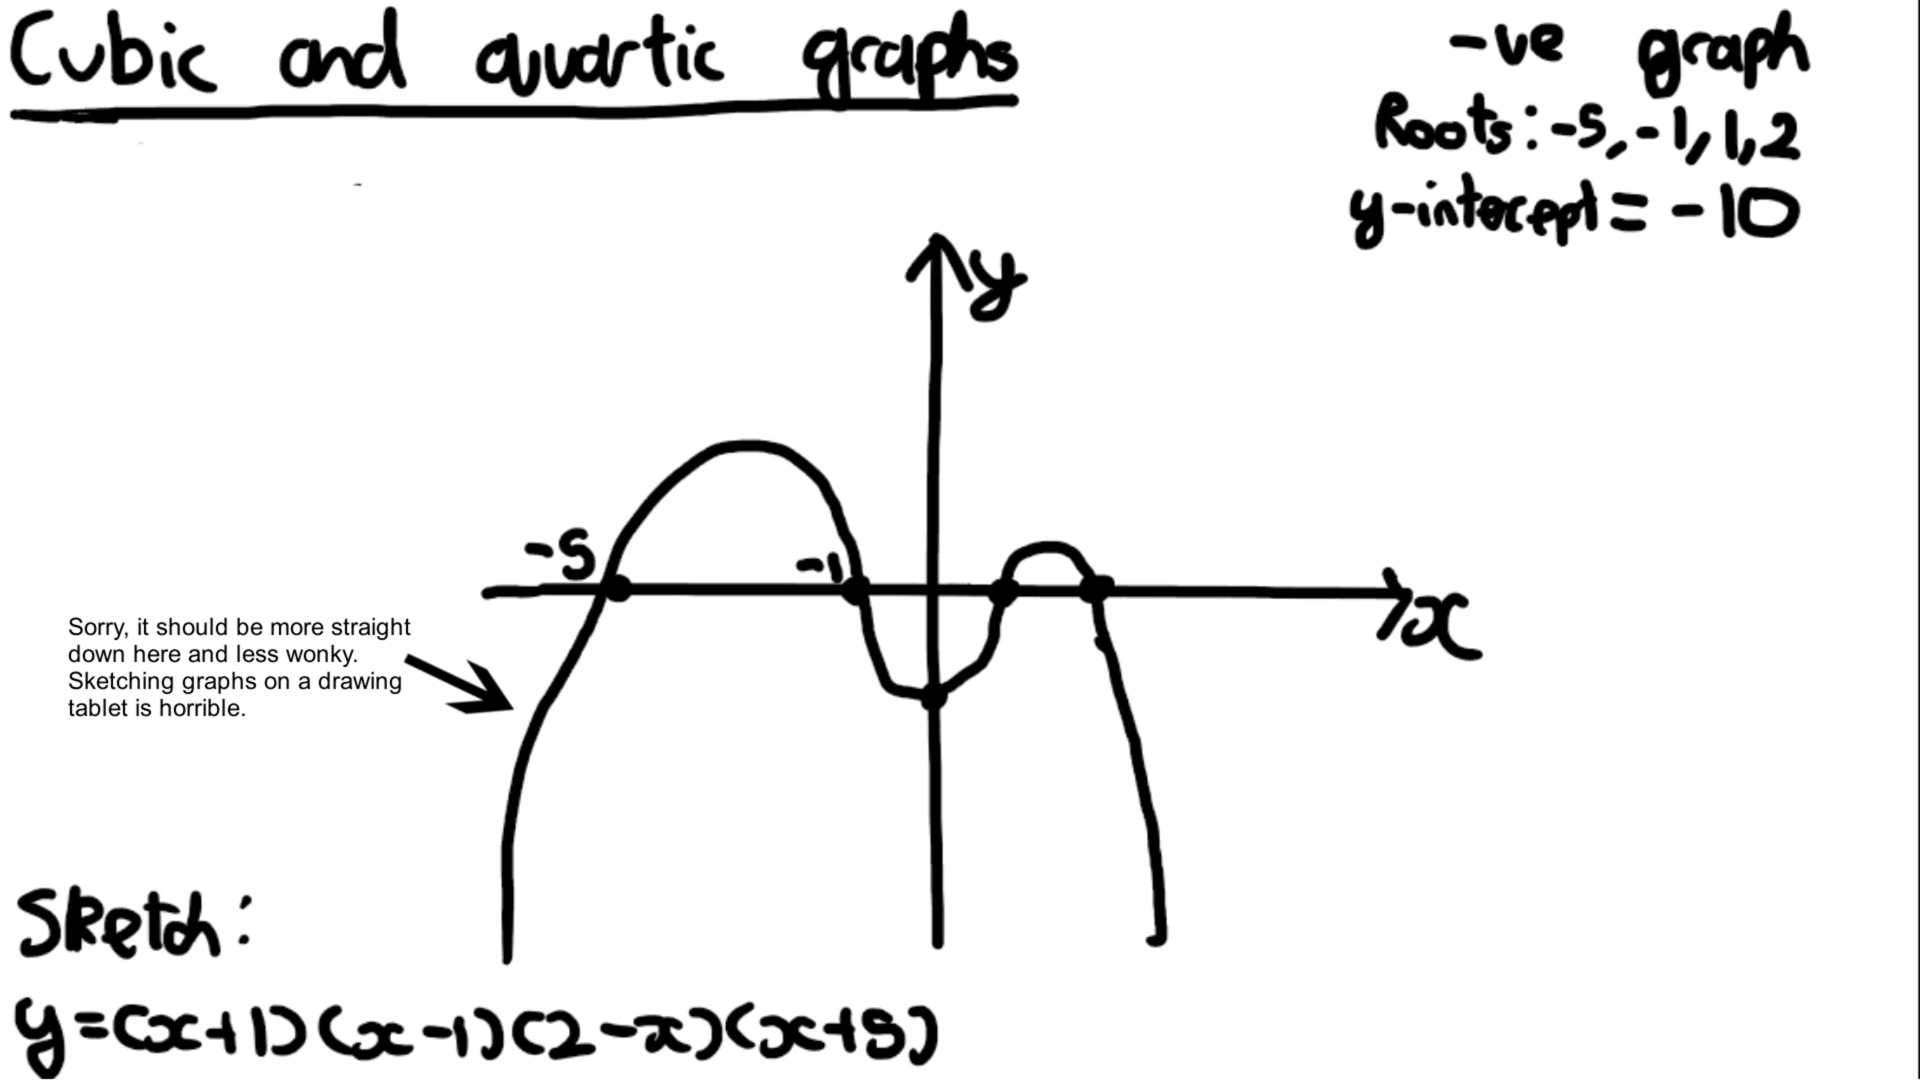 Cubic and quartic graphs
-ve graph
Roots: -5, -1, 1, 2
y-intercept = -10
y
-5
-1
x
Sorry, it should be more straight
down here and less wonky.
Sketching graphs on a drawing
tablet is horrible.
Sketch:
y=(x+1)(x-1)(2-x)(x+5)